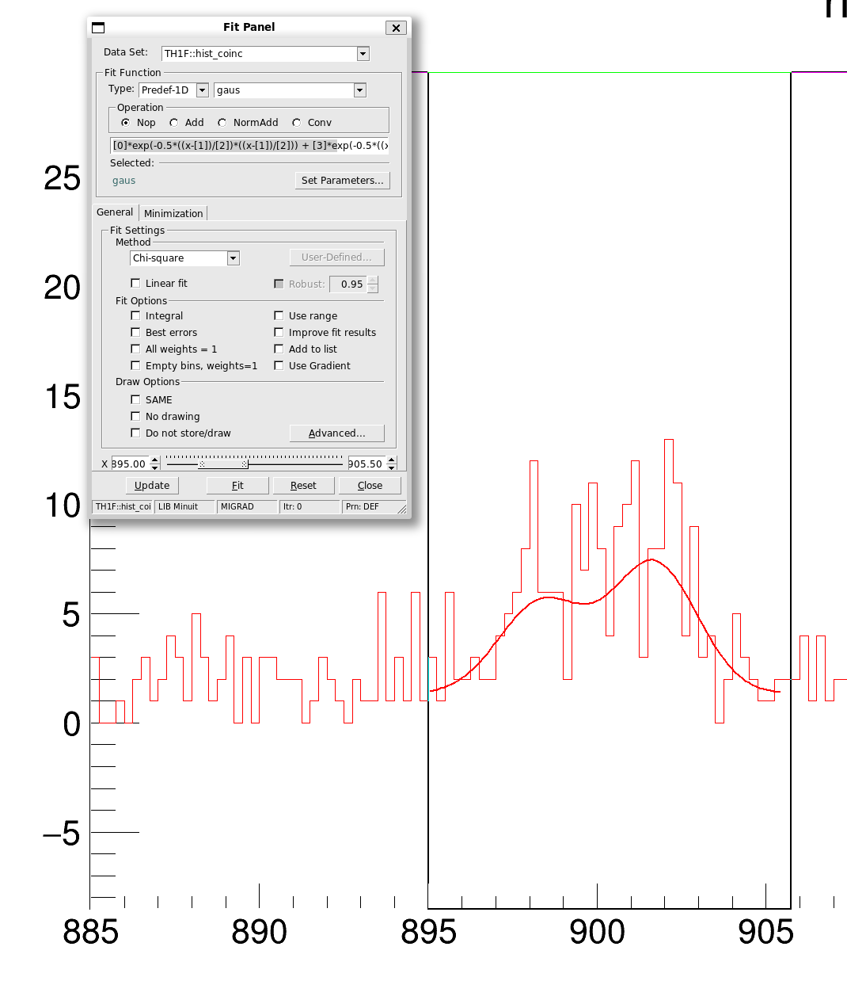 Fit Panel
Data Set: TH1F::hist_coinc
Fit Function
Type: Predef-1D gaus
Operation
Nop Add NormAdd Conv
[0]*exp(-0.5*((x-[1])/[2])*((x-[1])/[2])) + [3]*exp(-0.5*((x
Selected:
gaus Set Parameters...
General Minimization
Fit Settings
Method
Chi-square User-Defined...
Linear fit Robust: 0.95
Fit Options
Integral Use range
Best errors Improve fit results
All weights = 1 Add to list
Empty bins, weights=1 Use Gradient
Draw Options
SAME
No drawing
Do not store/draw Advanced...
X 895.00 905.50
Update Fit Reset Close
TH1F::hist_coi LIB Minuit MIGRAD Itr: 0 Prn: DEF
25
20
15
10
5
0
−5
885 890 895 900 905